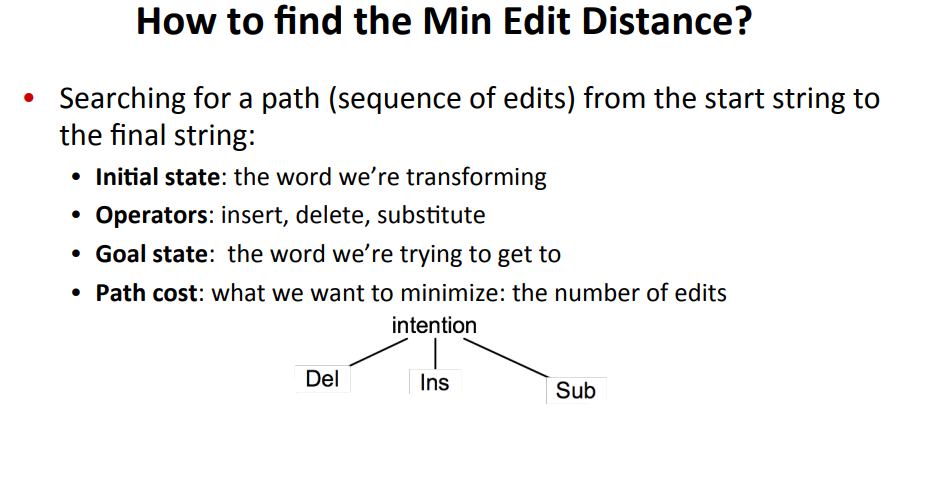 How to find the Min Edit Distance?
• Searching for a path (sequence of edits) from the start string to
the final string:
• Initial state: the word we’re transforming
• Operators: insert, delete, substitute
• Goal state:  the word we’re trying to get to
• Path cost: what we want to minimize: the number of edits
intention
Del
Ins
Sub